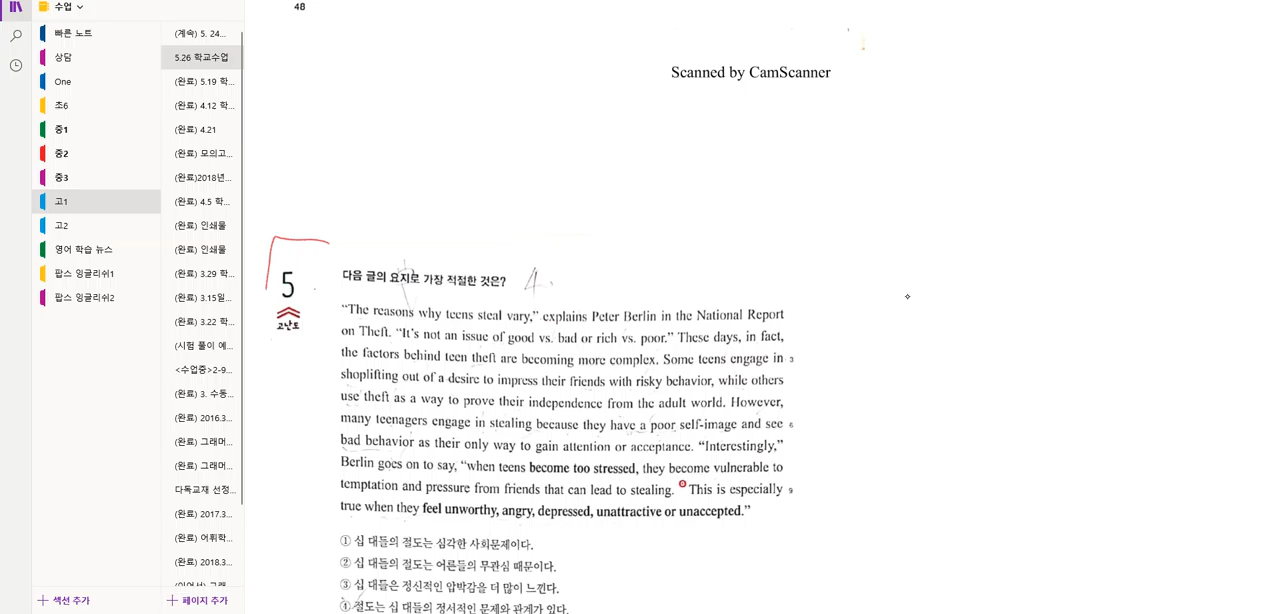 수업
48
빠른 노트
상담
One
초6
중1
중2
중3
고1
고2
영어 학습 뉴스
팝스 잉글리쉬1
팝스 잉글리쉬2
+ 섹션 추가
(계속) 5. 24...
5.26 학교수업
(완료) 5.19 학...
(완료) 4.12 학...
(완료) 4.21
(완료) 모의고...
(완료)2018년...
(완료) 4.5 학...
(완료) 인쇄물
(완료) 인쇄물
(완료) 3.29 학...
(완료) 3.15일...
(완료) 3.22 학...
(시험 풀이 예...
<수업중>2-9...
(완료) 3. 수동...
(완료) 2016.3...
(완료) 그래머...
(완료) 그래머...
다독교재 선정...
(완료) 2017.3...
(완료) 어휘학...
(완료) 2018.3...
+ 페이지 추가
Scanned by CamScanner
5
고난도
다음 글의 요지로 가장 적절한 것은? 4.
“The reasons why teens steal vary,” explains Peter Berlin in the National Report
on Theft. “It’s not an issue of good vs. bad or rich vs. poor.” These days, in fact,
the factors behind teen theft are becoming more complex. Some teens engage in 3
shoplifting out of a desire to impress their friends with risky behavior, while others
use theft as a way to prove their independence from the adult world. However,
many teenagers engage in stealing because they have a poor self-image and see 6
bad behavior as their only way to gain attention or acceptance. “Interestingly,”
Berlin goes on to say, “when teens become too stressed, they become vulnerable to
temptation and pressure from friends that can lead to stealing. This is especially 9
true when they feel unworthy, angry, depressed, unattractive or unaccepted.”
① 십 대들의 절도는 심각한 사회문제이다.
② 십 대들의 절도는 어른들의 무관심 때문이다.
③ 십 대들은 정신적인 압박감을 더 많이 느낀다.
④ 절도는 십 대들의 정서적인 문제와 관계가 있다.